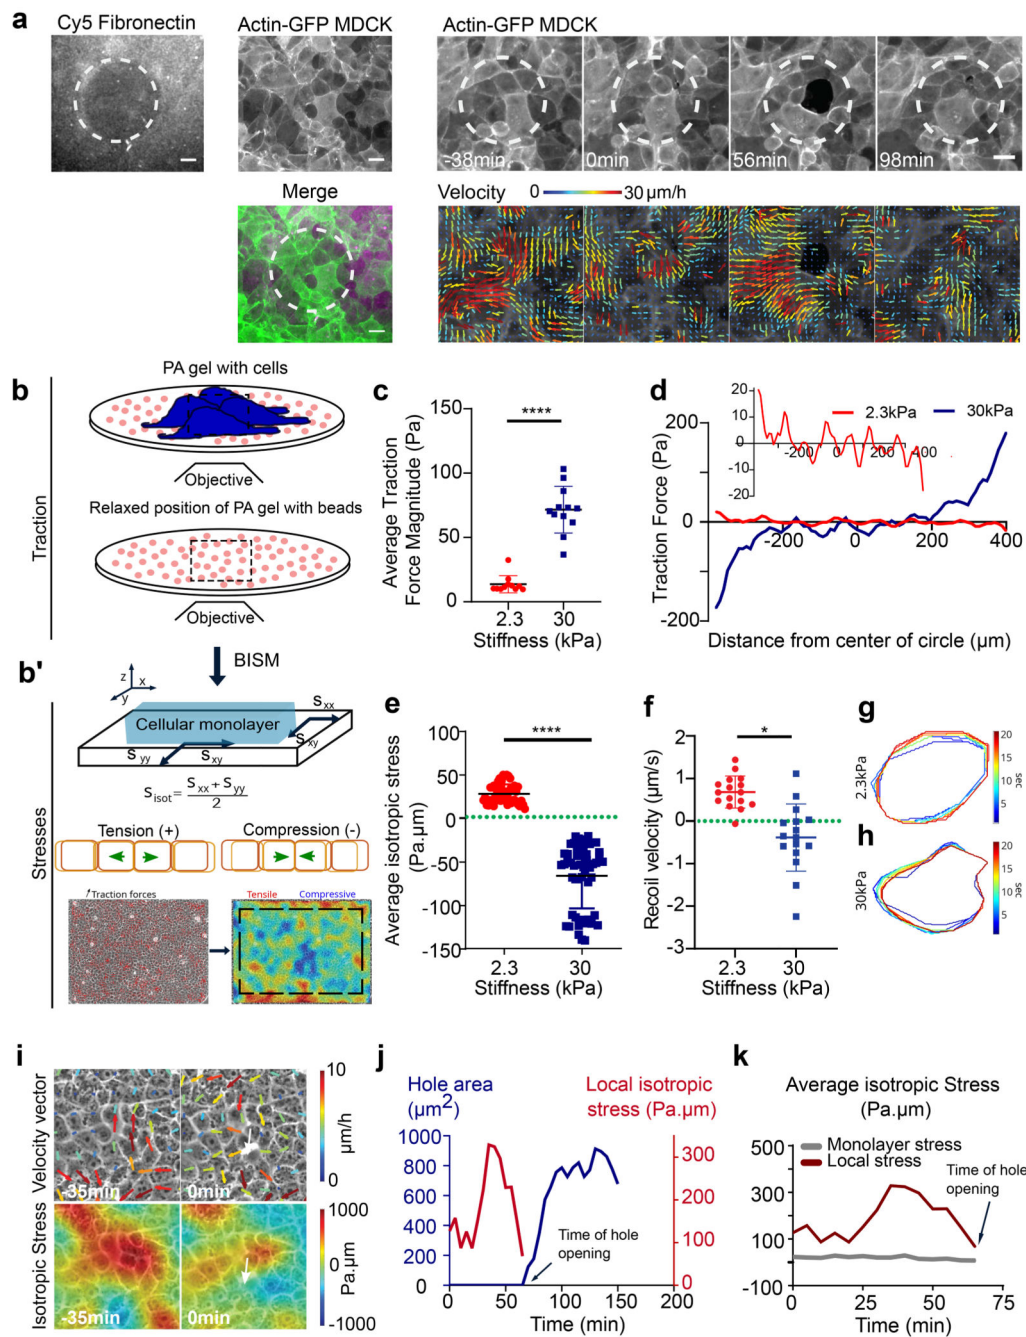 a
Cy5 Fibronectin
Actin-GFP MDCK
Actin-GFP MDCK
-38min
0min
56min
98min
Merge
Velocity 0 30 μm/h
b
Traction
PA gel with cells
Objective
Relaxed position of PA gel with beads
Objective
BISM
c
Average Traction
Force Magnitude (Pa)
150
100
50
0
****
2.3
30
Stiffness (kPa)
d
Traction Force (Pa)
200
0
-200
20
10
0
-10
-20
-200
0
200
400
2.3kPa
30kPa
-400
-200
0
200
400
Distance from center of circle (μm)
b'
Stresses
z
x
y
Cellular monolayer
Sxx
Sxy
Syy
Sxy
Sisot = Sxx + Syy
2
Tension (+)
Compression (-)
Traction forces
Tensile
Compressive
e
Average isotropic stress
(Pa.μm)
100
50
0
-50
-100
-150
****
2.3
30
Stiffness (kPa)
f
Recoil velocity (μm/s)
2
1
0
-1
-2
-3
*
2.3
30
Stiffness (kPa)
g
2.3kPa
20
15
10
5
sec
h
30kPa
20
15
10
5
sec
i
Velocity vector
-35min
0min
10
μm/h
0
Isotropic Stress
-35min
0min
1000
0
Pa.μm
-1000
j
Hole area
(μm2)
Local isotropic
stress (Pa.μm)
1000
800
600
400
200
0
300
200
100
0
Time of hole
opening
0
50
100
150
200
Time (min)
k
Average isotropic Stress
(Pa.μm)
500
300
100
-100
Monolayer stress
Local stress
Time of hole
opening
0
25
50
75
Time (min)